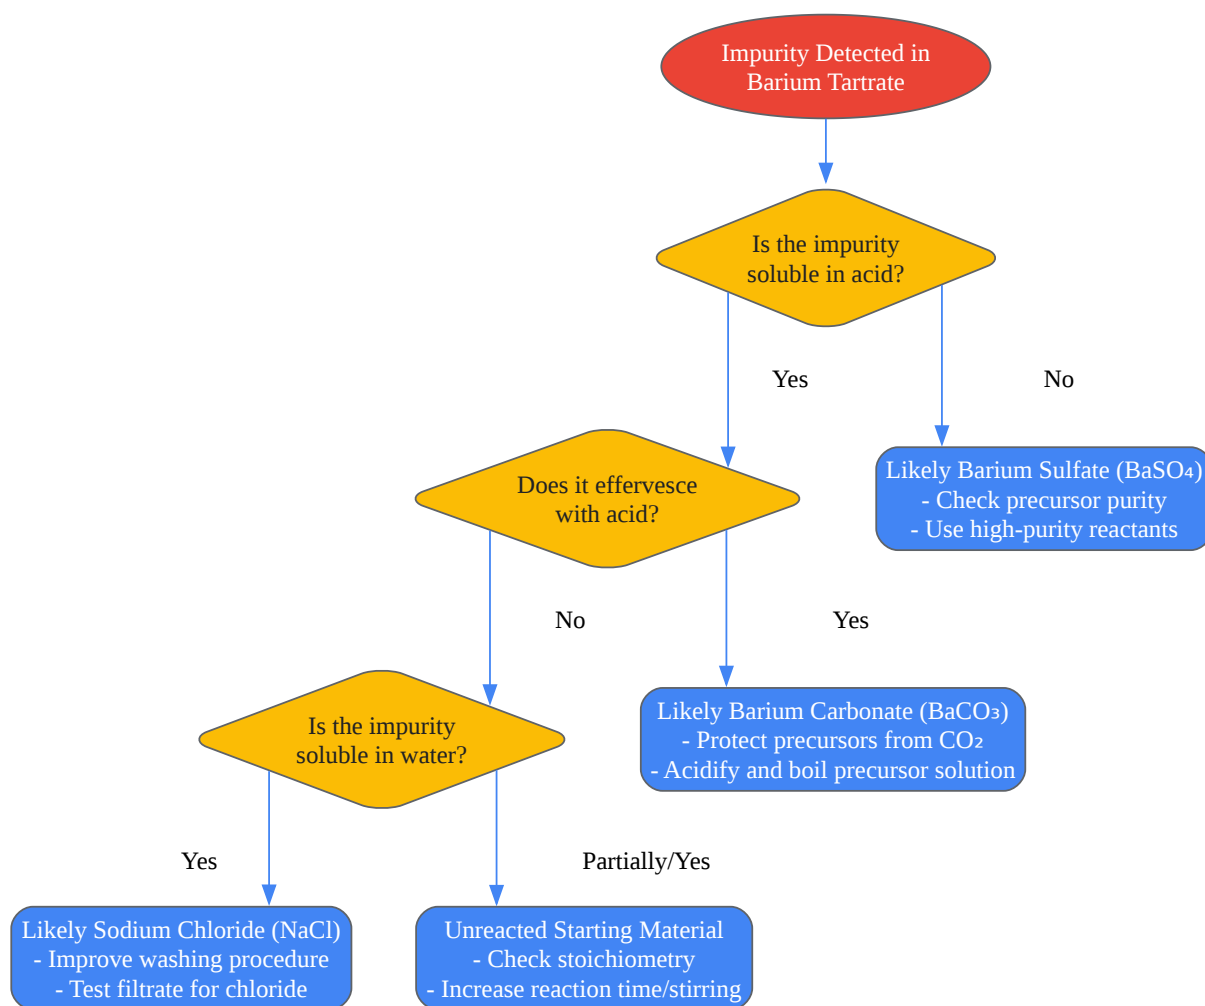 Impurity Detected in
Barium Tartrate
Is the impurity
soluble in acid?
Yes
No
Does it effervesce
with acid?
Likely Barium Sulfate (BaSO₄)
- Check precursor purity
- Use high-purity reactants
No
Yes
Is the impurity
soluble in water?
Likely Barium Carbonate (BaCO₃)
- Protect precursors from CO₂
- Acidify and boil precursor solution
Yes
Partially/Yes
Likely Sodium Chloride (NaCl)
- Improve washing procedure
- Test filtrate for chloride
Unreacted Starting Material
- Check stoichiometry
- Increase reaction time/stirring